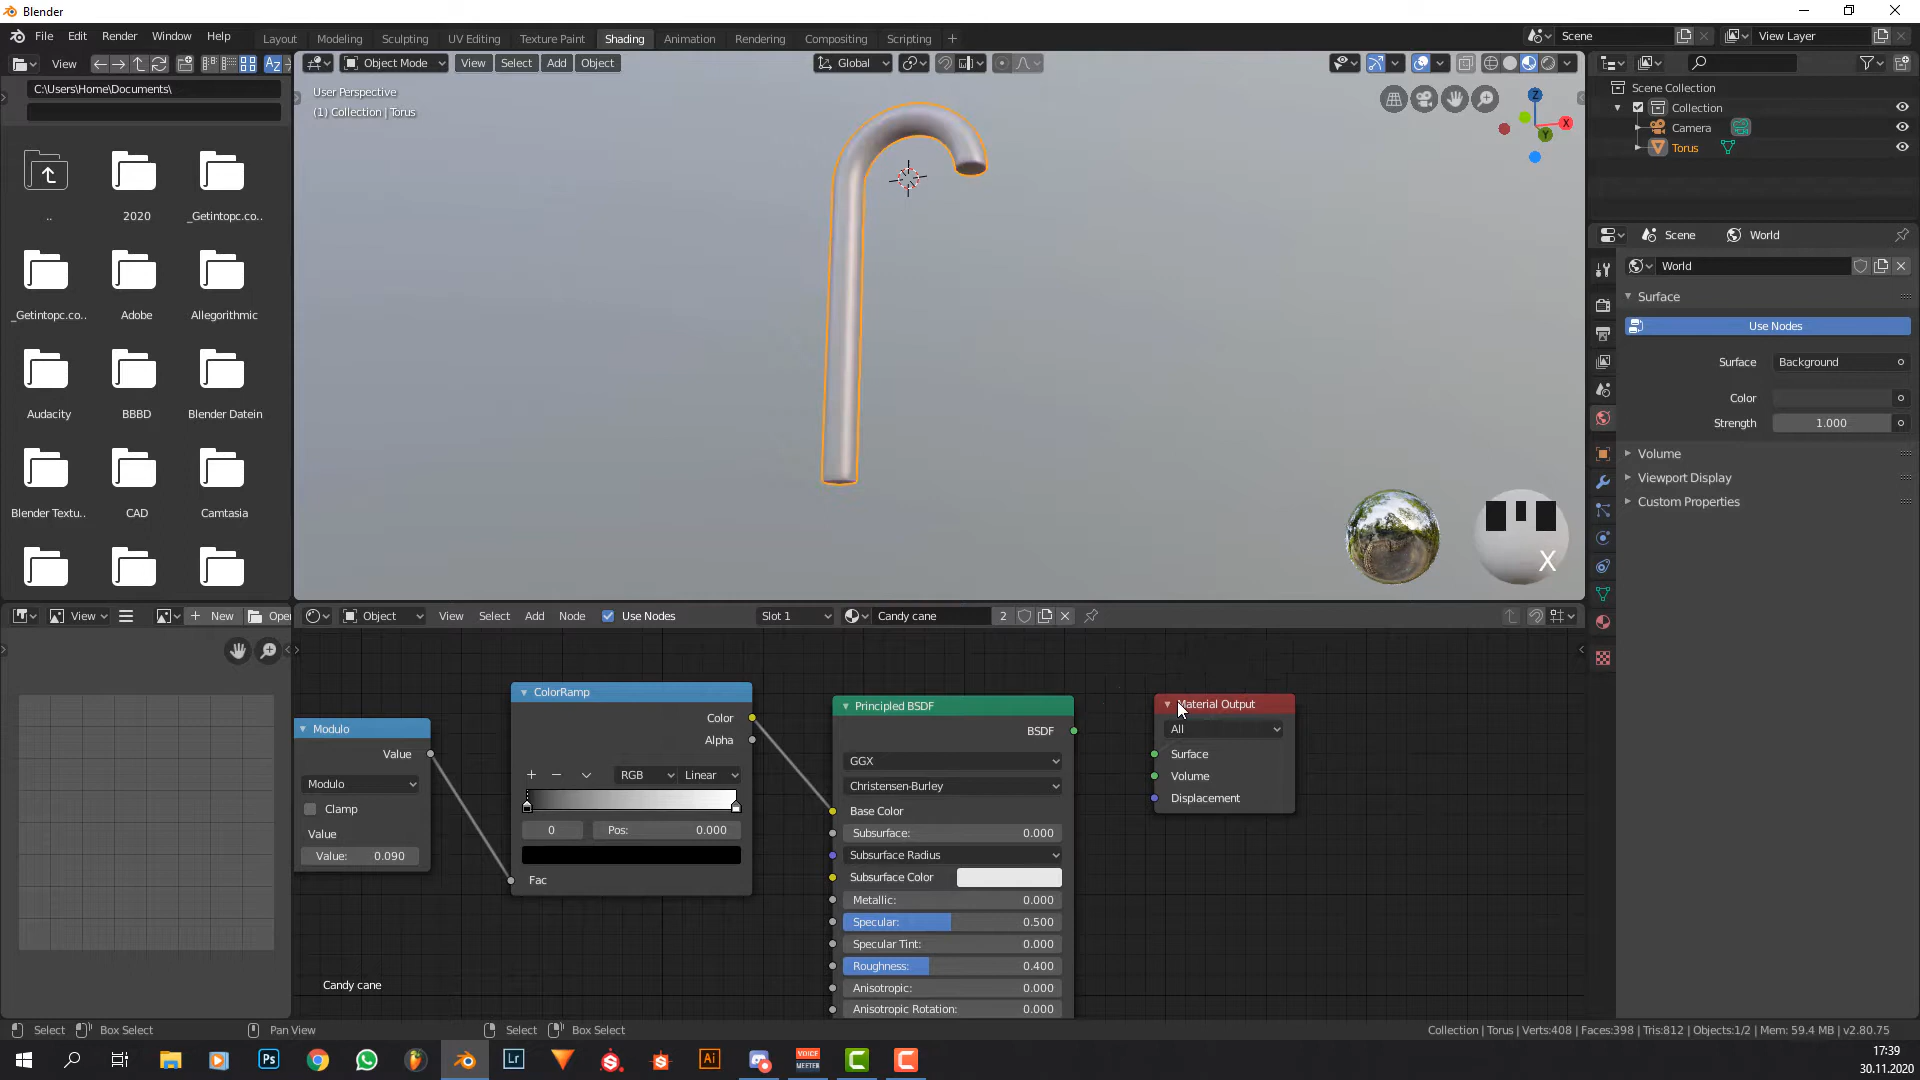 Blender
File Edit Render Window Help
Layout Modeling Sculpting UV Editing Texture Paint Shading Animation Rendering Compositing Scripting +
Scene
View Layer
View
Object Mode View Select Add Object
Global
C:\Users\Home\Documents\
User Perspective
(1) Collection | Torus
..
2020
_Getintopc.co..
_Getintopc.co..
Adobe
Allegorithmic
Audacity
BBBD
Blender Datein
Blender Textu..
CAD
Camtasia
Z
X
Y
X
Scene Collection
Collection
Camera
Torus
Scene World
World
Surface
Use Nodes
Surface Background
Color
Strength 1.000
Volume
Viewport Display
Custom Properties
View
New
Open
Object View Select Add Node Use Nodes
Slot 1
Candy cane 2
Modulo
Value
Modulo
Clamp
Value
Value: 0.090
ColorRamp
Color
Alpha
RGB Linear
0 Pos: 0.000
Fac
Principled BSDF
BSDF
GGX
Christensen-Burley
Base Color
Subsurface: 0.000
Subsurface Radius
Subsurface Color
Metallic: 0.000
Specular: 0.500
Specular Tint: 0.000
Roughness: 0.400
Anisotropic: 0.000
Anisotropic Rotation: 0.000
Material Output
All
Surface
Volume
Displacement
Candy cane
Select Box Select Pan View Select Box Select
Collection | Torus | Verts:408 | Faces:398 | Tris:812 | Objects:1/2 | Mem: 59.4 MB | v2.80.75
Ps
Lr
Ai
VOICE
MEETER
C
C
17:39
30.11.2020